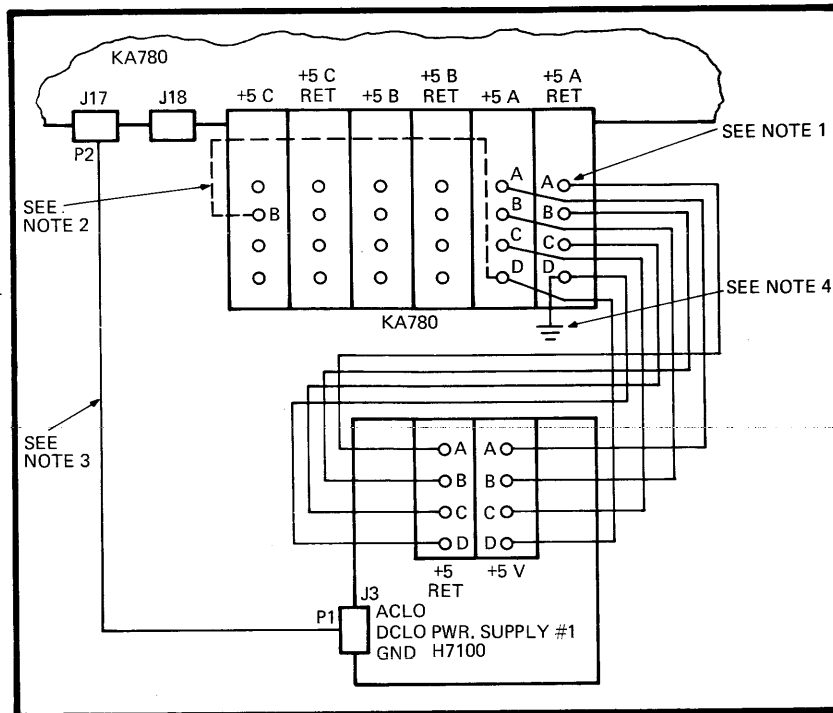 KA780
J17
J18
+5 C
+5 C
RET
+5 B
+5 B
RET
+5 A
+5 A
RET
P2
SEE NOTE 1
SEE.
NOTE 2
A
A
B
B
B
C
C
D
D
SEE NOTE 4
KA780
SEE
NOTE 3
A
A
B
B
C
C
D
D
+5
RET
+5 V
J3
P1
ACLO
DCLO PWR. SUPPLY #1
GND H7100